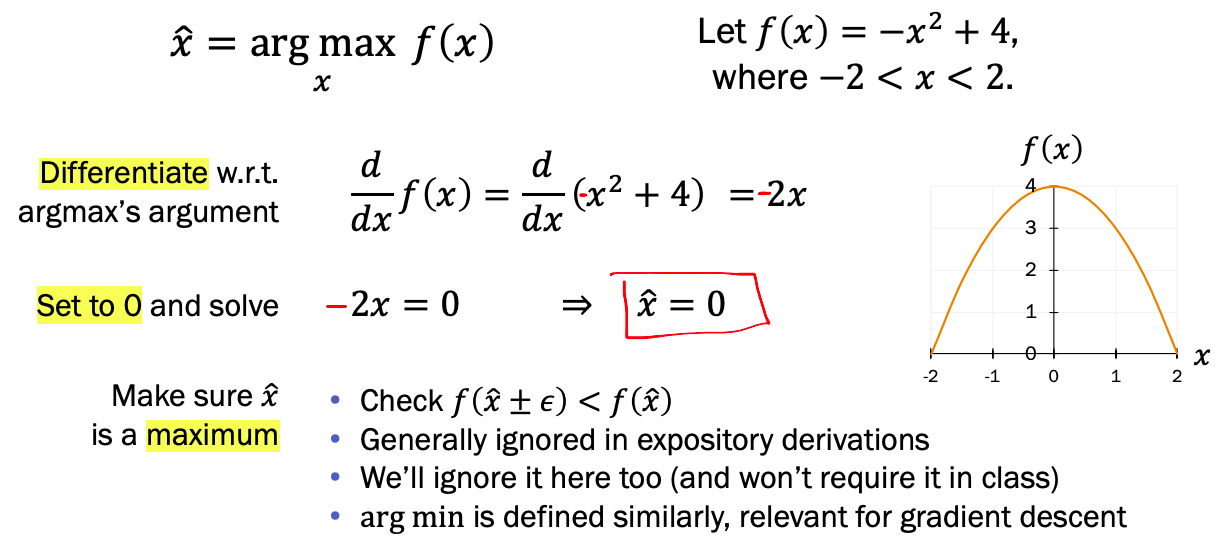 x̂ = arg max f(x)
x
Let f(x) = −x² + 4,
where −2 < x < 2.
Differentiate w.r.t.
argmax’s argument
d/dx f(x) = d/dx (-x² + 4) = -2x
Set to 0 and solve
−2x = 0 ⇒ x̂ = 0
f(x)
4
3
2
1
0
-2 -1 0 1 2
x
Make sure x̂
is a maximum
• Check f(x̂ ± ϵ) < f(x̂)
• Generally ignored in expository derivations
• We’ll ignore it here too (and won’t require it in class)
• arg min is defined similarly, relevant for gradient descent